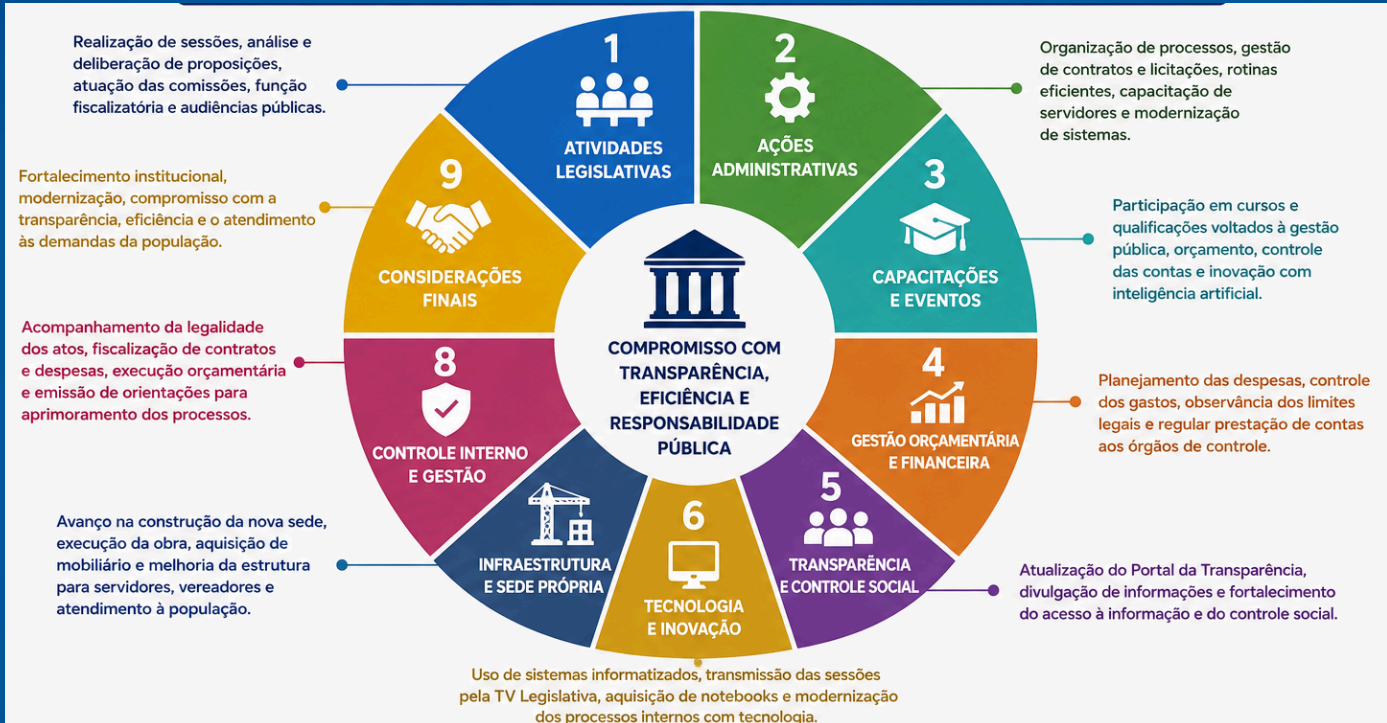 Realização de sessões, análise e
deliberação de proposições,
atuação das comissões, função
fiscalizatória e audiências públicas.
1
ATIVIDADES
LEGISLATIVAS
2
AÇÕES
ADMINISTRATIVAS
Organização de processos, gestão
de contratos e licitações, rotinas
eficientes, capacitação de
servidores e modernização
de sistemas.
3
CAPACITAÇÕES
E EVENTOS
Participação em cursos e
qualificações voltados à gestão
pública, orçamento, controle
das contas e inovação com
inteligência artificial.
4
GESTÃO ORÇAMENTÁRIA
E FINANCEIRA
Planejamento das despesas, controle
dos gastos, observância dos limites
legais e regular prestação de contas
aos órgãos de controle.
5
TRANSPARÊNCIA
E CONTROLE SOCIAL
Atualização do Portal da Transparência,
divulgação de informações e fortalecimento
do acesso à informação e do controle social.
6
TECNOLOGIA
E INOVAÇÃO
Uso de sistemas informatizados, transmissão das sessões
pela TV Legislativa, aquisição de notebooks e modernização
dos processos internos com tecnologia.
INFRAESTRUTURA
E SEDE PRÓPRIA
Avanço na construção da nova sede,
execução da obra, aquisição de
mobiliário e melhoria da estrutura
para servidores, vereadores e
atendimento à população.
8
CONTROLE INTERNO
E GESTÃO
Acompanhamento da legalidade
dos atos, fiscalização de contratos
e despesas, execução orçamentária
e emissão de orientações para
aprimoramento dos processos.
9
CONSIDERAÇÕES
FINAIS
Fortalecimento institucional,
modernização, compromisso com a
transparência, eficiência e o atendimento
às demandas da população.
COMPROMISSO COM
TRANSPARÊNCIA,
EFICIÊNCIA E
RESPONSABILIDADE
PÚBLICA